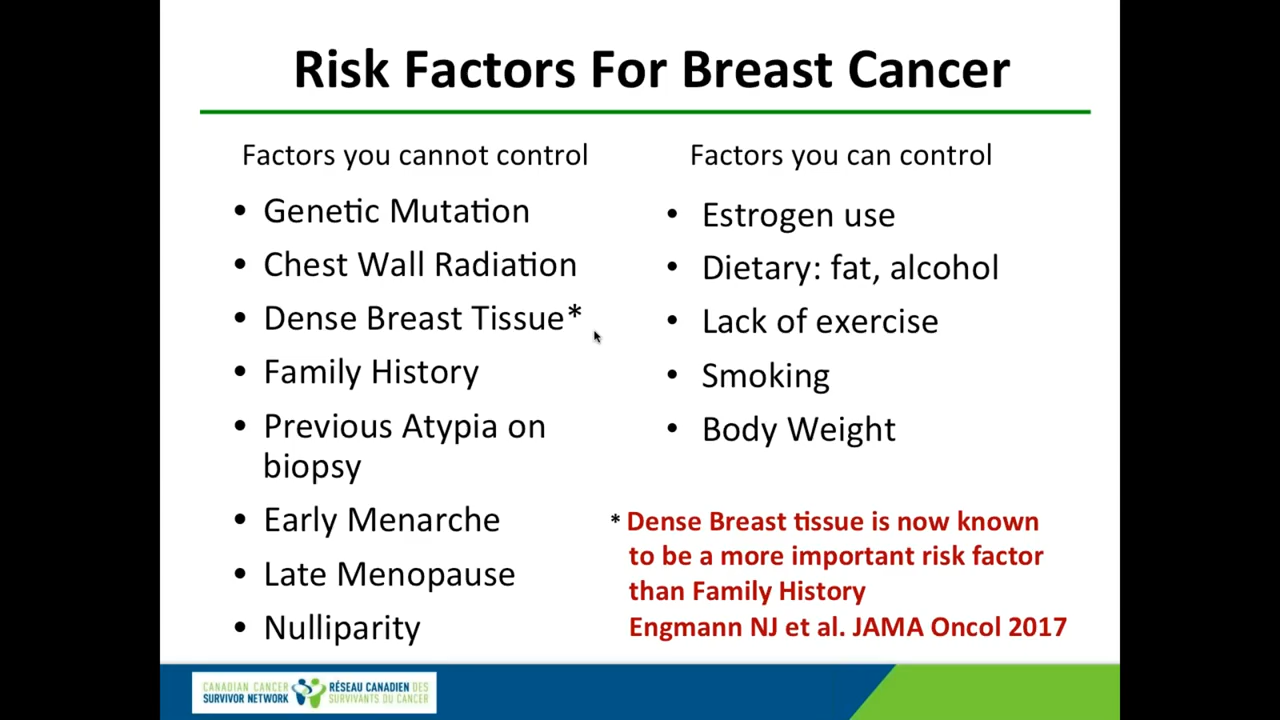 Risk Factors For Breast Cancer
Factors you cannot control
• Genetic Mutation
• Chest Wall Radiation
• Dense Breast Tissue*
• Family History
• Previous Atypia on
biopsy
• Early Menarche
• Late Menopause
• Nulliparity
Factors you can control
• Estrogen use
• Dietary: fat, alcohol
• Lack of exercise
• Smoking
• Body Weight
* Dense Breast tissue is now known
to be a more important risk factor
than Family History
Engmann NJ et al. JAMA Oncol 2017
CANADIAN CANCER
SURVIVOR NETWORK
RÉSEAU CANADIEN DES
SURVIVANTS DU CANCER